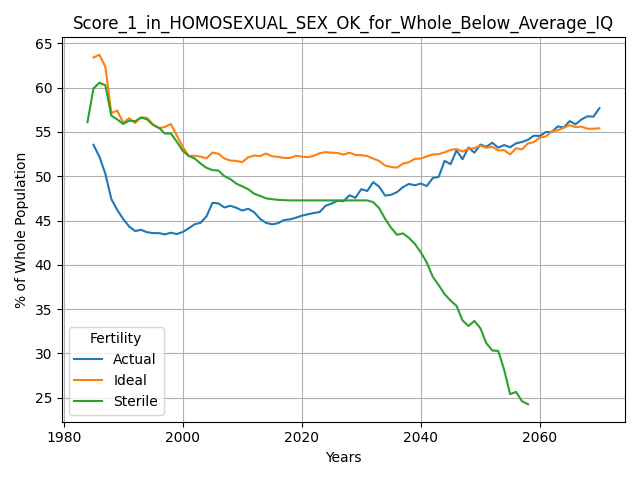 Score_1_in_HOMOSEXUAL_SEX_OK_for_Whole_Below_Average_IQ
% of Whole Population
65
60
55
50
45
40
35
30
25
Fertility
Actual
Ideal
Sterile
1980
2000
2020
2040
2060
Years